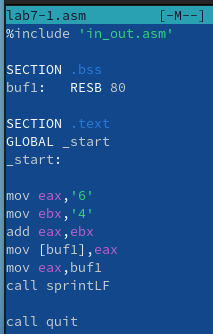 lab7-1.asm [-M--]
%include 'in_out.asm'
SECTION .bss
buf1: RESB 80
SECTION .text
GLOBAL _start
_start:
mov eax,'6'
mov ebx,'4'
add eax,ebx
mov [buf1],eax
mov eax,buf1
call sprintLF
call quit